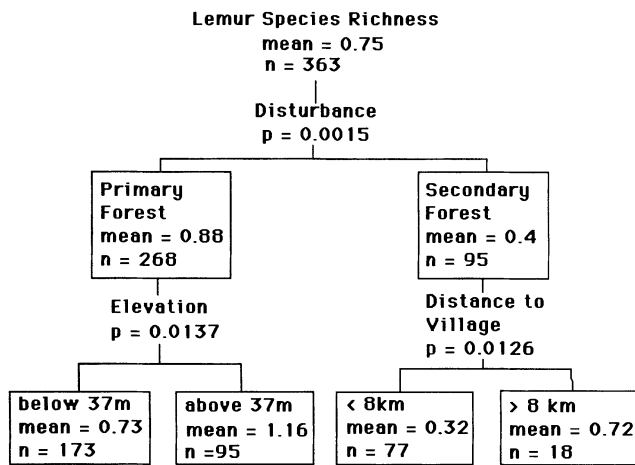 Lemur Species Richness
mean = 0.75
n = 363
Disturbance
p = 0.0015
Primary
Forest
mean = 0.88
n = 268
Secondary
Forest
mean = 0.4
n = 95
Elevation
p = 0.0137
Distance to
Village
p = 0.0126
below 37m
mean = 0.73
n = 173
above 37m
mean = 1.16
n =95
< 8km
mean = 0.32
n = 77
> 8 km
mean = 0.72
n = 18